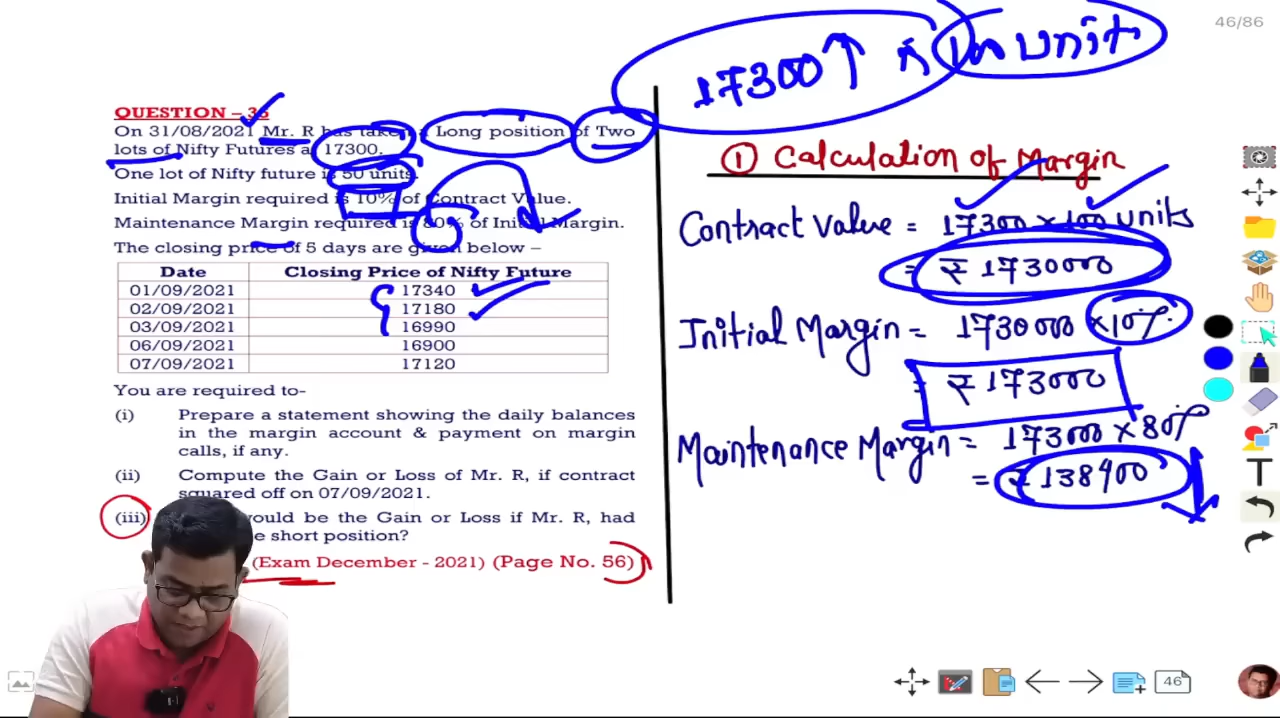 46/86
17300↑ × 100 units
QUESTION – 36
On 31/08/2021 Mr. R has taken a Long position of Two
lots of Nifty Futures at 17300.
One lot of Nifty future is 50 units.
Initial Margin required is 10% of Contract Value.
Maintenance Margin required is 80% of Initial Margin.
The closing price of 5 days are given below –
Date Closing Price of Nifty Future
01/09/2021 17340
02/09/2021 17180
03/09/2021 16990
06/09/2021 16900
07/09/2021 17120
You are required to-
(i) Prepare a statement showing the daily balances
in the margin account & payment on margin
calls, if any.
(ii) Compute the Gain or Loss of Mr. R, if contract
squared off on 07/09/2021.
(iii) would be the Gain or Loss if Mr. R, had
short position?
(Exam December - 2021) (Page No. 56)
① Calculation of Margin
Contract Value = 17300 × 100 units
= ₹ 1730000
Initial Margin = 1730000 × 10%
= ₹ 173000
Maintenance Margin = 173000 × 80%
= ₹ 138400
T
46